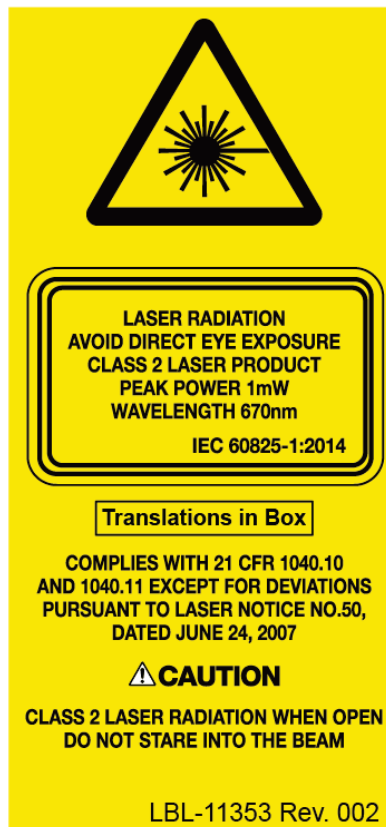 LASER RADIATION
AVOID DIRECT EYE EXPOSURE
CLASS 2 LASER PRODUCT
PEAK POWER 1mW
WAVELENGTH 670nm
IEC 60825-1:2014
Translations in Box
COMPLIES WITH 21 CFR 1040.10
AND 1040.11 EXCEPT FOR DEVIATIONS
PURSUANT TO LASER NOTICE NO.50,
DATED JUNE 24, 2007
⚠CAUTION
CLASS 2 LASER RADIATION WHEN OPEN
DO NOT STARE INTO THE BEAM
LBL-11353 Rev. 002